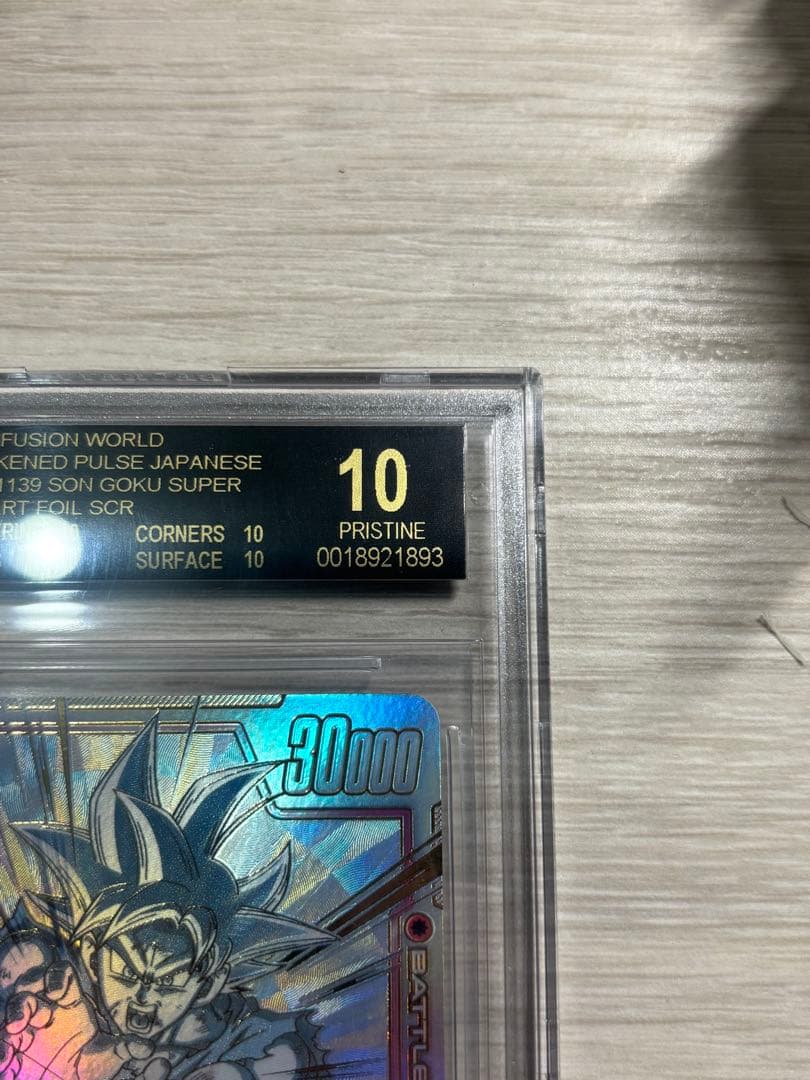 FUSION WORLD
KENED PULSE JAPANESE
1139 SON GOKU SUPER
RT FOIL SCR
CORNERS 10
SURFACE 10
10
PRISTINE
0018921893
30000
BATTLE